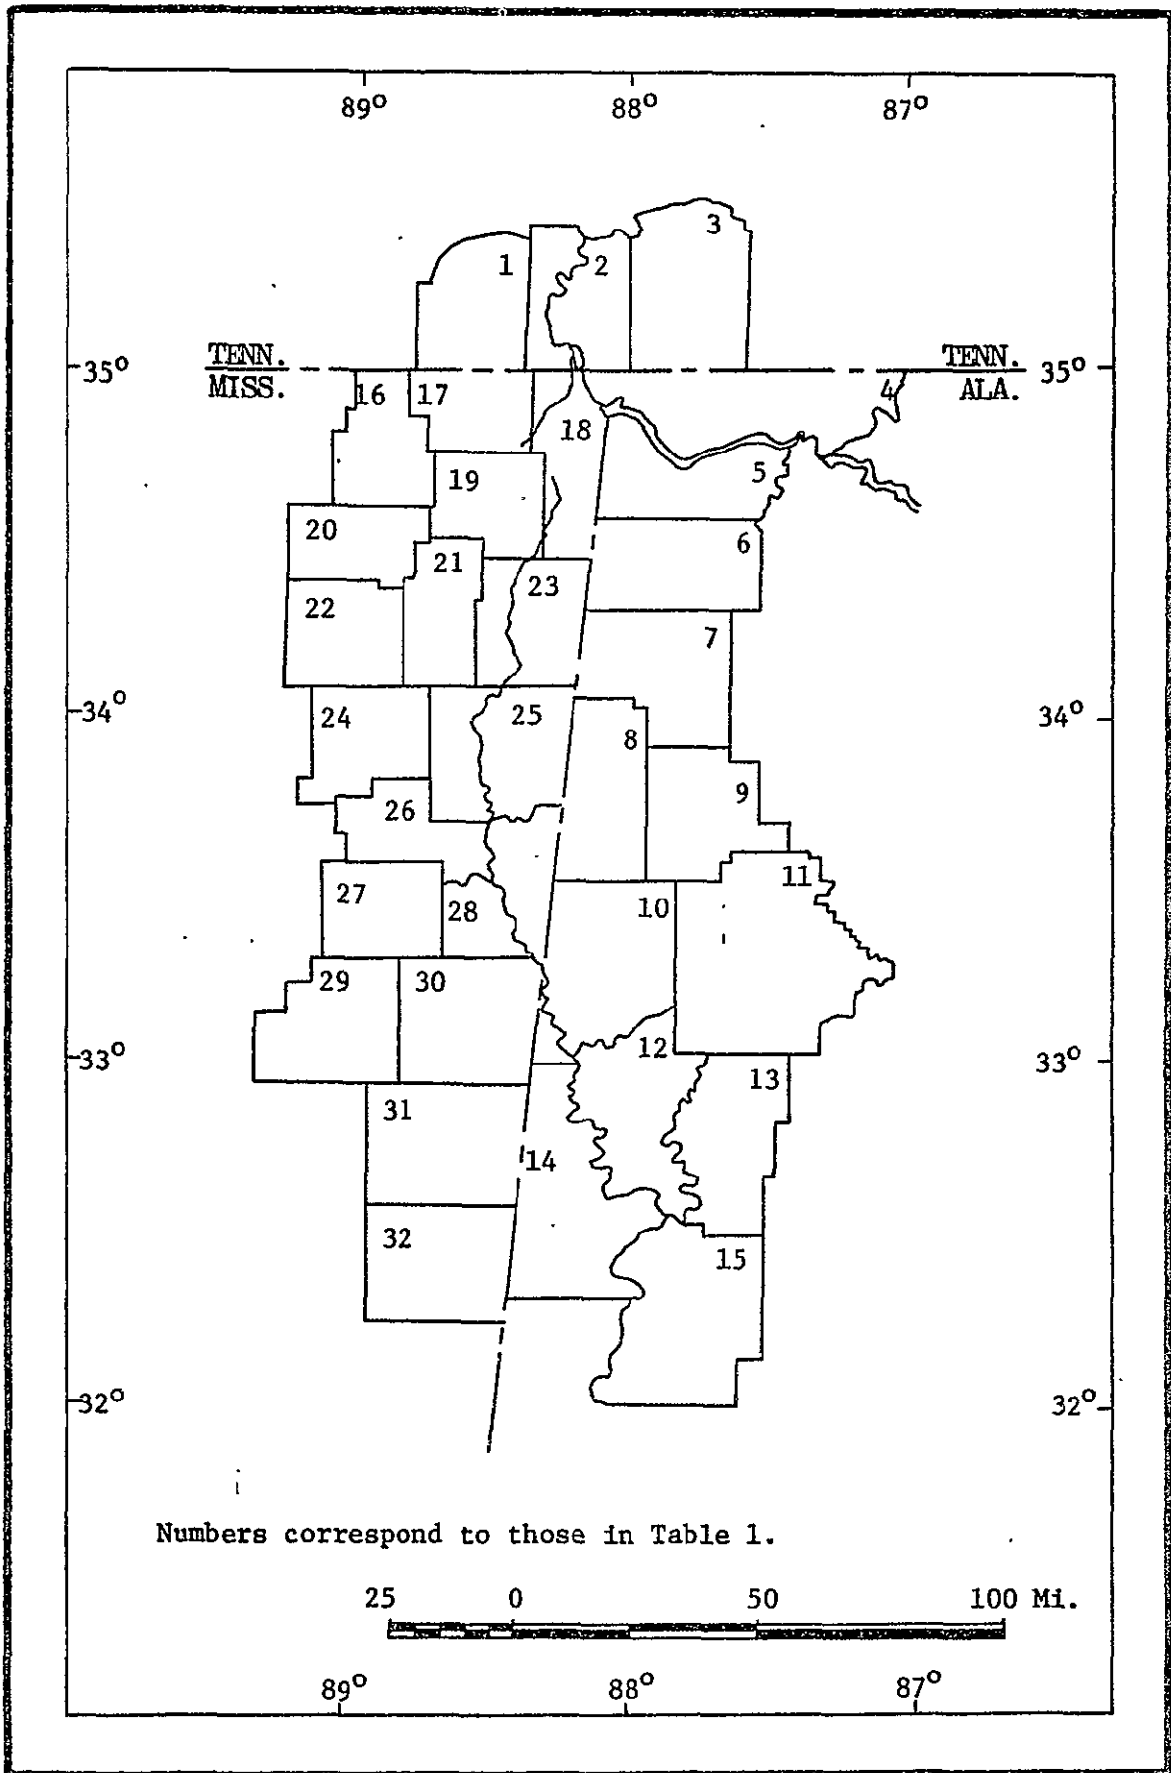 89° 88° 87°
3
1 2
TENN. TENN.
35° 35°
MISS. ALA.
16 17 4
18
19 5
20 6
21
23
22
7
34° 24 25 34°
8
26 9
11
27 28 10
29 30
33° 12 33°
13
31
14
32
15
32° 32°
Numbers correspond to those in Table 1.
25 0 50 100 Mi.
89° 88° 87°